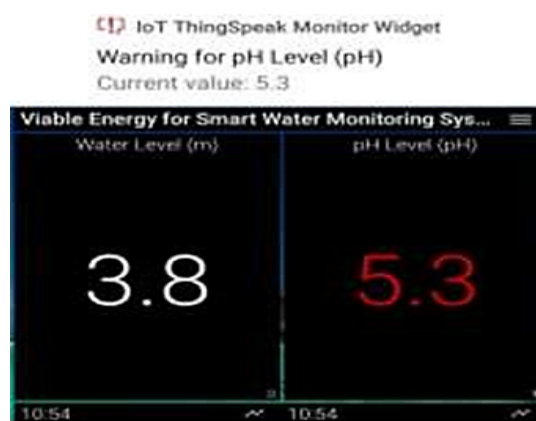 IoT ThingSpeak Monitor Widget
Warning for pH Level (pH)
Current value: 5.3
Viable Energy for Smart Water Monitoring Sys...
Water Level (m) pH Level (pH)
3.8 5.3
10:54 10:54